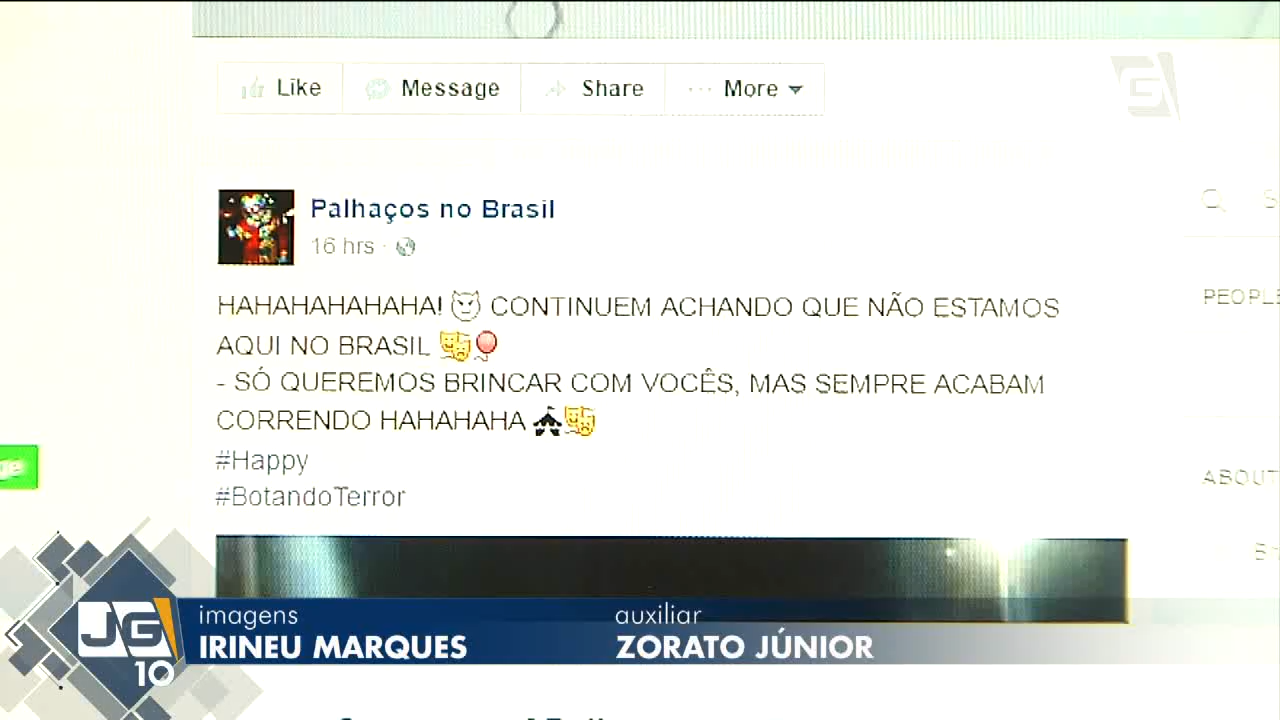 Like
Message
Share
More
Palhaços no Brasil
16 hrs
HAHAHAHAHAHA! CONTINUEM ACHANDO QUE NÃO ESTAMOS
AQUI NO BRASIL
- SÓ QUEREMOS BRINCAR COM VOCÊS, MAS SEMPRE ACABAM
CORRENDO HAHAHAHA
#Happy
#BotandoTerror
PEOPLE
ABOUT
imagens
IRINEU MARQUES
auxiliar
ZORATO JÚNIOR
JG
10